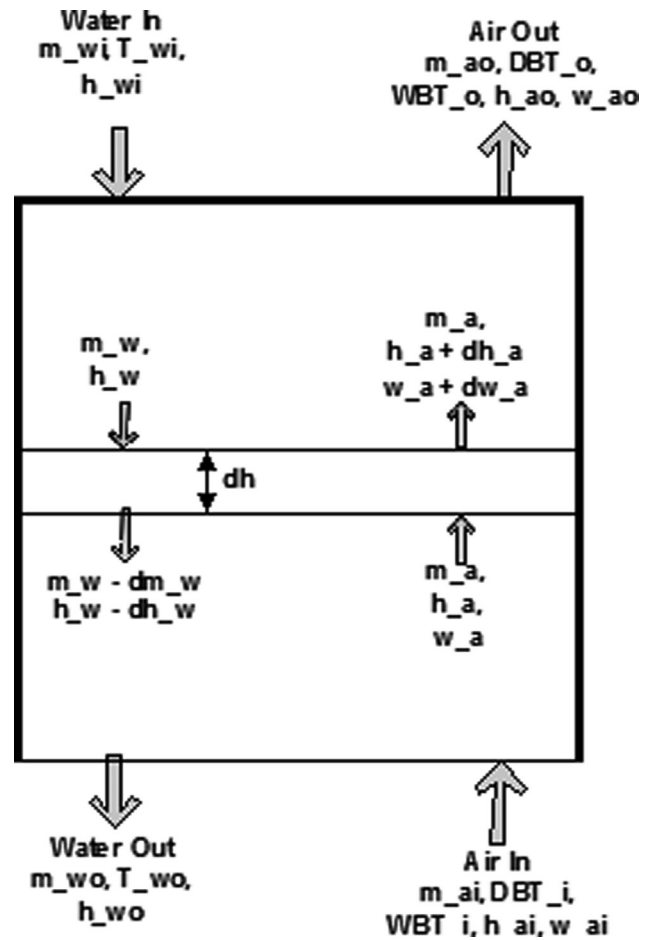 Water In
m_wi, T_wi,
h_wi
Air Out
m_ao, DBT_o,
WBT_o, h_ao, w_ao
m_w,
h_w
m_a,
h_a + dh_a
w_a + dw_a
dh
m_w - dm_w
h_w - dh_w
m_a,
h_a,
w_a
Water Out
m_wo, T_wo,
h_wo
Air In
m_ai, DBT_i,
WBT_i, h_ai, w_ai